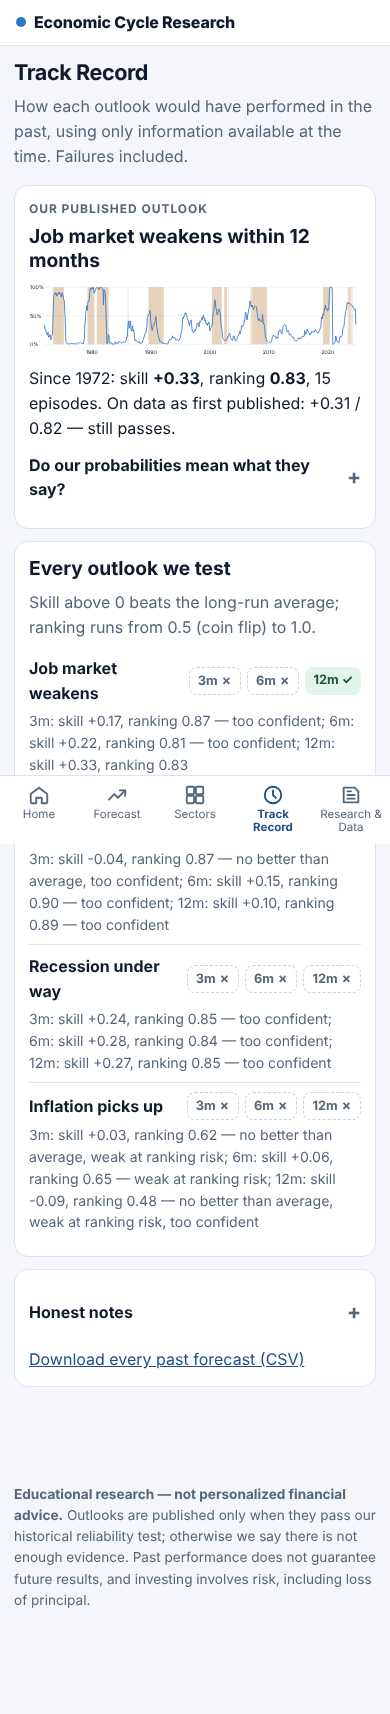 Economic Cycle Research
Track Record
How each outlook would have performed in the
past, using only information available at the
time. Failures included.
OUR PUBLISHED OUTLOOK
Job market weakens within 12
months
100%
50%
0%
1980 1990 2000 2010 2020
Since 1972: skill +0.33, ranking 0.83, 15
episodes. On data as first published: +0.31 /
0.82 — still passes.
Do our probabilities mean what they
say? +
Every outlook we test
Skill above 0 beats the long-run average;
ranking runs from 0.5 (coin flip) to 1.0.
Job market
weakens
3m × 6m × 12m ✓
3m: skill +0.17, ranking 0.87 — too confident; 6m:
skill +0.22, ranking 0.81 — too confident; 12m:
skill +0.33, ranking 0.83
Home Forecast Sectors Track
Record Research &
Data
3m: skill -0.04, ranking 0.87 — no better than
average, too confident; 6m: skill +0.15, ranking
0.90 — too confident; 12m: skill +0.10, ranking
0.89 — too confident
Recession under
way
3m × 6m × 12m ×
3m: skill +0.24, ranking 0.85 — too confident;
6m: skill +0.28, ranking 0.84 — too confident;
12m: skill +0.27, ranking 0.85 — too confident
Inflation picks up 3m × 6m × 12m ×
3m: skill +0.03, ranking 0.62 — no better than
average, weak at ranking risk; 6m: skill +0.06,
ranking 0.65 — weak at ranking risk; 12m: skill
-0.09, ranking 0.48 — no better than average,
weak at ranking risk, too confident
Honest notes +
Download every past forecast (CSV)
Educational research — not personalized financial
advice. Outlooks are published only when they pass our
historical reliability test; otherwise we say there is not
enough evidence. Past performance does not guarantee
future results, and investing involves risk, including loss
of principal.